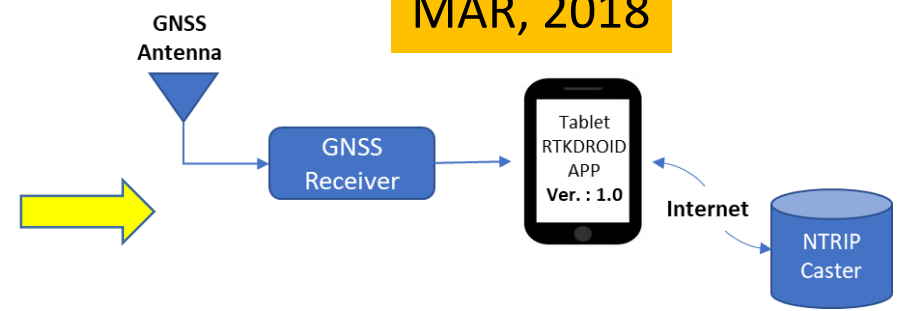 MAR, 2018
GNSS
Antenna
GNSS
Receiver
Tablet
RTKDROID
APP
Ver. : 1.0
Internet
NTRIP
Caster